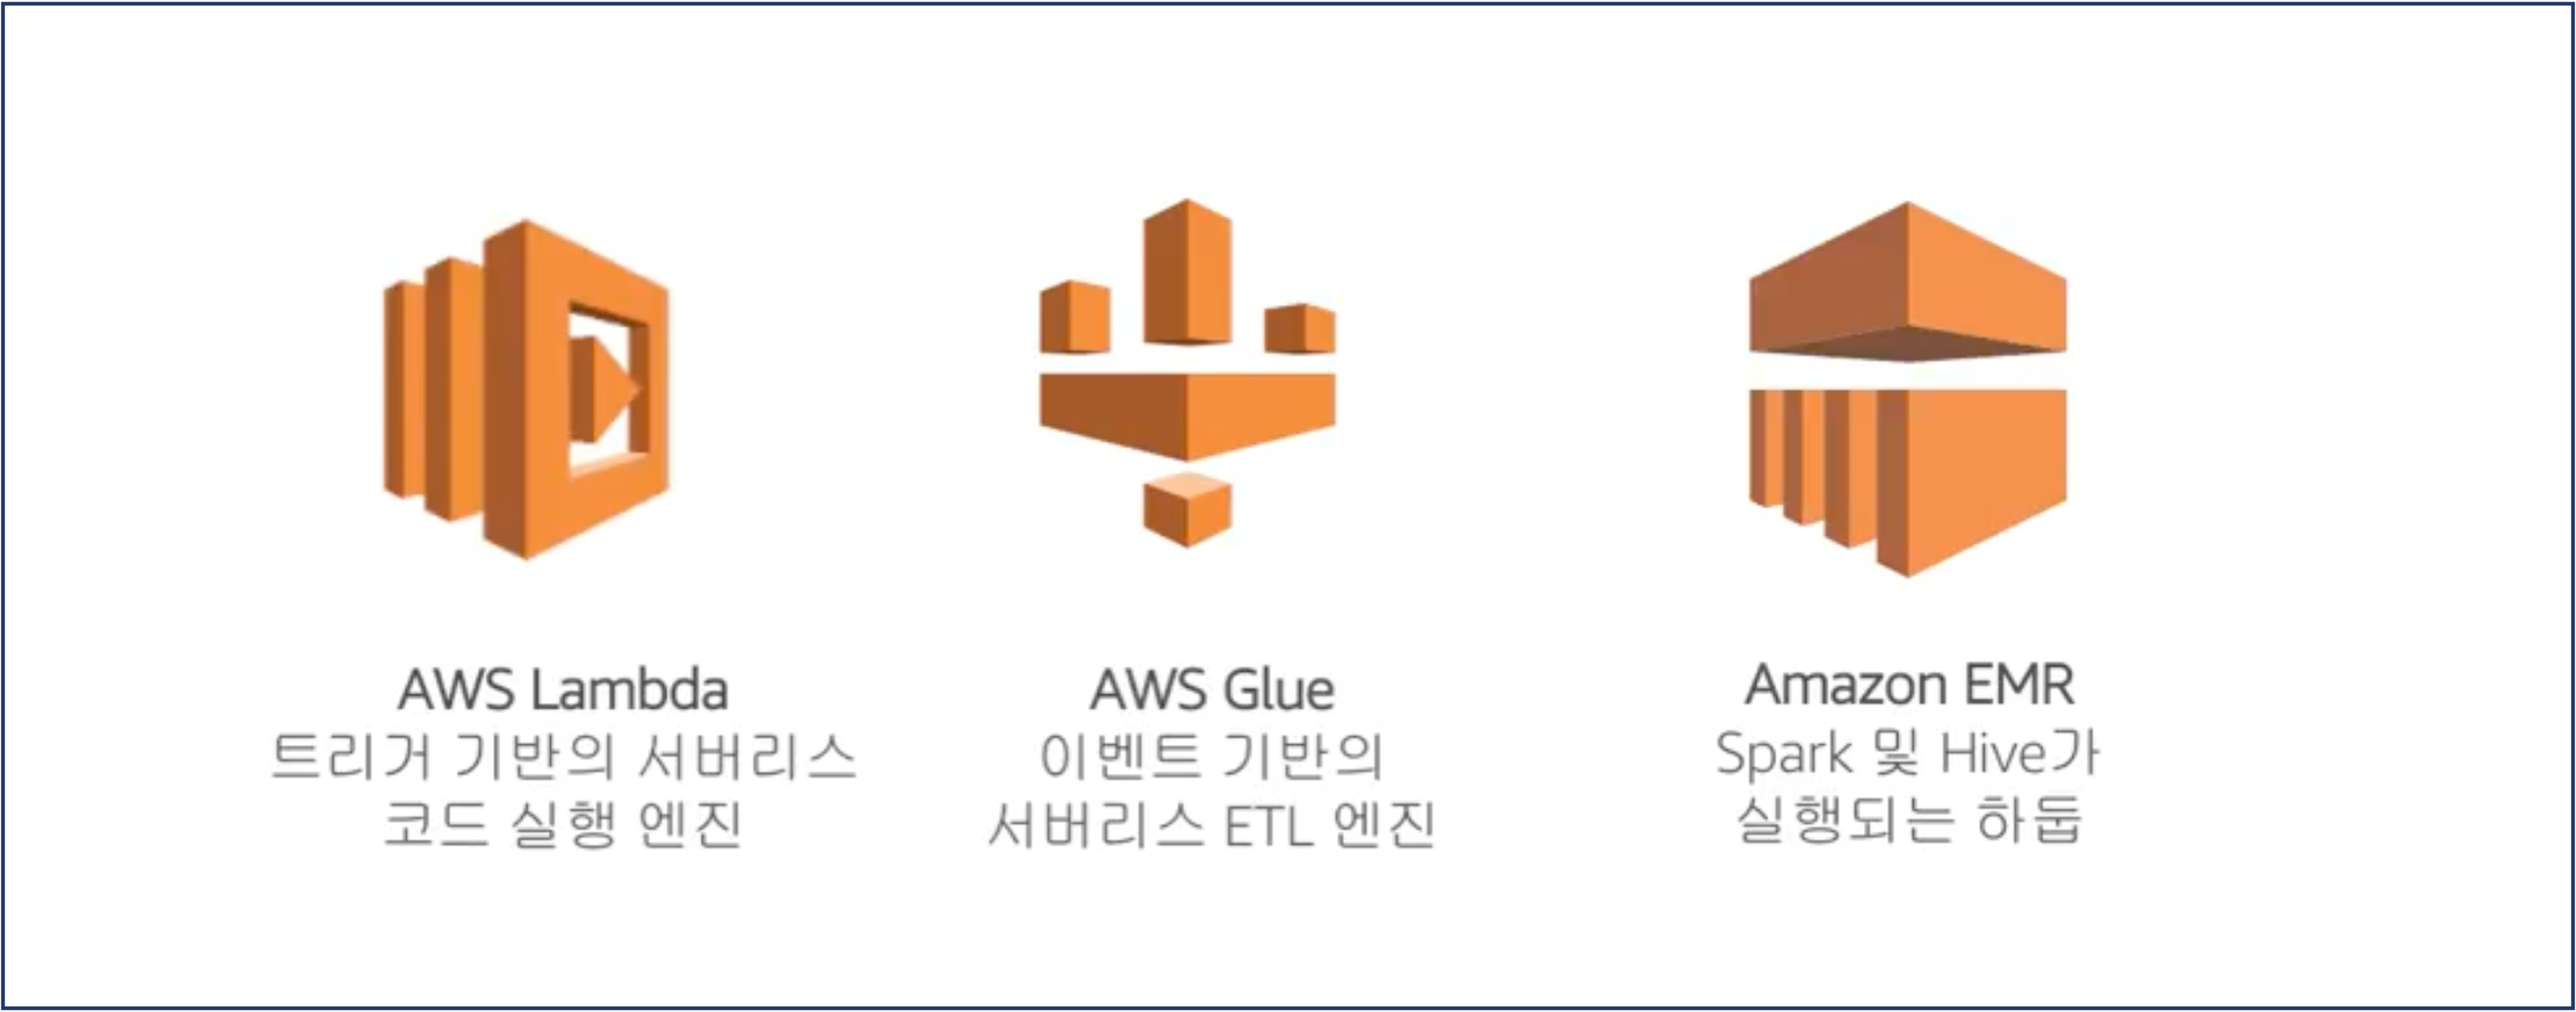 AWS Lambda
트리거 기반의 서버리스
코드 실행 엔진
AWS Glue
이벤트 기반의
서버리스 ETL 엔진
Amazon EMR
Spark 및 Hive가
실행되는 하둡